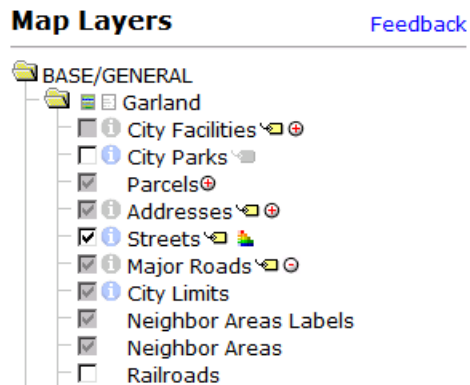 Map Layers Feedback
BASE/GENERAL
Garland
City Facilities
City Parks
Parcels
Addresses
Streets
Major Roads
City Limits
Neighbor Areas Labels
Neighbor Areas
Railroads